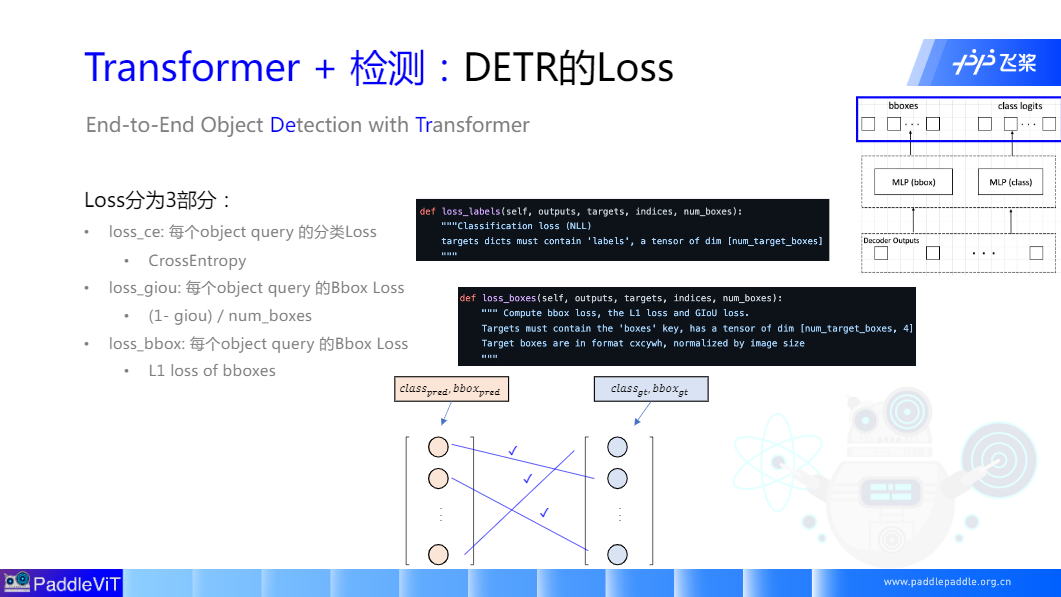 Transformer + 检测：DETR的Loss
飞桨
End-to-End Object Detection with Transformer
bboxes
class logits
MLP (bbox)
MLP (class)
Decoder Outputs
Loss分为3部分：
• loss_ce: 每个object query 的分类Loss
• CrossEntropy
• loss_giou: 每个object query 的Bbox Loss
• (1- giou) / num_boxes
• loss_bbox: 每个object query 的Bbox Loss
• L1 loss of bboxes
def loss_labels(self, outputs, targets, indices, num_boxes):
"""Classification loss (NLL)
targets dicts must contain 'labels', a tensor of dim [num_target_boxes]
"""
def loss_boxes(self, outputs, targets, indices, num_boxes):
""" Compute bbox loss, the L1 loss and GIoU loss.
Targets must contain the 'boxes' key, has a tensor of dim [num_target_boxes, 4]
Target boxes are in format cxcywh, normalized by image size
"""
class_pred, bbox_pred
class_gt, bbox_gt
PaddleViT
www.paddlepaddle.org.cn